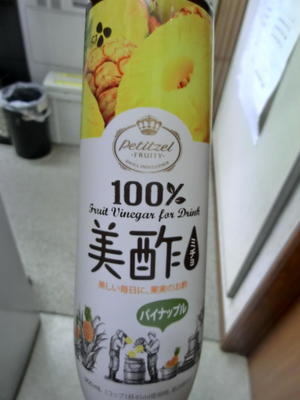 CJ
Petitzel
FRUITY
100%
Fruit Vinegar for Drink
美酢
ミチョ
美しい毎日に、果実のお酢
パイナップル